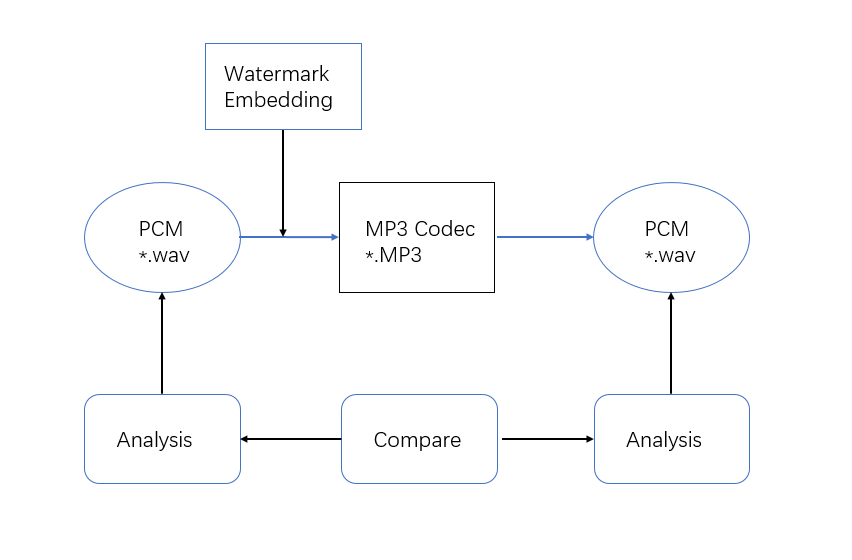 Watermark
Embedding
PCM
*.wav
MP3 Codec
*.MP3
PCM
*.wav
Analysis
Compare
Analysis